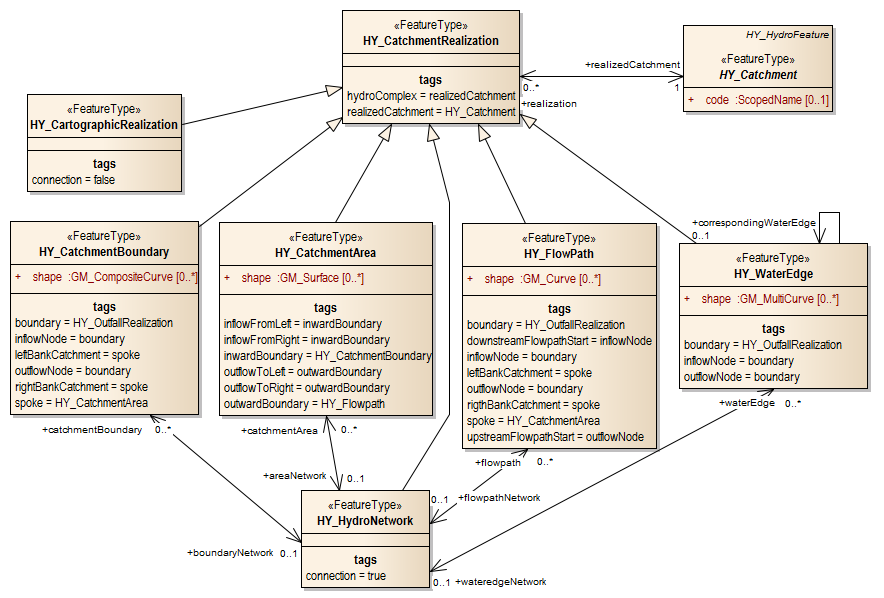 «FeatureType»
HY_CatchmentRealization
tags
hydroComplex = realizedCatchment
realizedCatchment = HY_Catchment
HY_HydroFeature
«FeatureType»
HY_Catchment
+ code :ScopedName [0..1]
+realizedCatchment
1
0..*
+realization
«FeatureType»
HY_CartographicRealization
tags
connection = false
«FeatureType»
HY_CatchmentBoundary
+ shape :GM_CompositeCurve [0..*]
tags
boundary = HY_OutfallRealization
inflowNode = boundary
leftBankCatchment = spoke
outflowNode = boundary
rightBankCatchment = spoke
spoke = HY_CatchmentArea
«FeatureType»
HY_CatchmentArea
+ shape :GM_Surface [0..*]
tags
inflowFromLeft = inwardBoundary
inflowFromRight = inwardBoundary
inwardBoundary = HY_CatchmentBoundary
outflowToLeft = outwardBoundary
outflowToRight = outwardBoundary
outwardBoundary = HY_Flowpath
«FeatureType»
HY_FlowPath
+ shape :GM_Curve [0..*]
tags
boundary = HY_OutfallRealization
downstreamFlowpathStart = inflowNode
inflowNode = boundary
leftBankCatchment = spoke
outflowNode = boundary
rigthBankCatchment = spoke
spoke = HY_CatchmentArea
upstreamFlowpathStart = outflowNode
+correspondingWaterEdge
0..1
«FeatureType»
HY_WaterEdge
+ shape :GM_MultiCurve [0..*]
tags
boundary = HY_OutfallRealization
inflowNode = boundary
outflowNode = boundary
+catchmentBoundary 0..*
+catchmentArea 0..*
+flowpath 0..*
+waterEdge 0..*
+areaNetwork 0..1
0..1 +flowpathNetwork
+boundaryNetwork 0..1
0..1 +wateredgeNetwork
«FeatureType»
HY_HydroNetwork
tags
connection = true